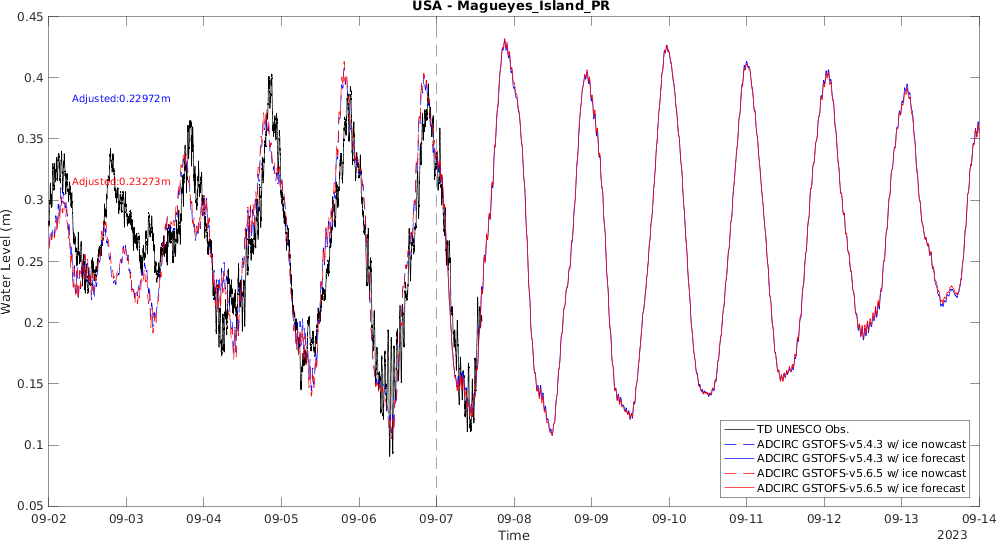 USA - Magueyes_Island_PR
0.45
0.4
0.35
0.3
0.25
0.2
0.15
0.1
0.05
Water Level (m)
Adjusted:0.22972m
Adjusted:0.23273m
TD UNESCO Obs.
ADCIRC GSTOFS-v5.4.3 w/ ice nowcast
ADCIRC GSTOFS-v5.4.3 w/ ice forecast
ADCIRC GSTOFS-v5.6.5 w/ ice nowcast
ADCIRC GSTOFS-v5.6.5 w/ ice forecast
09-02 09-03 09-04 09-05 09-06 09-07 09-08 09-09 09-10 09-11 09-12 09-13 09-14
Time
2023